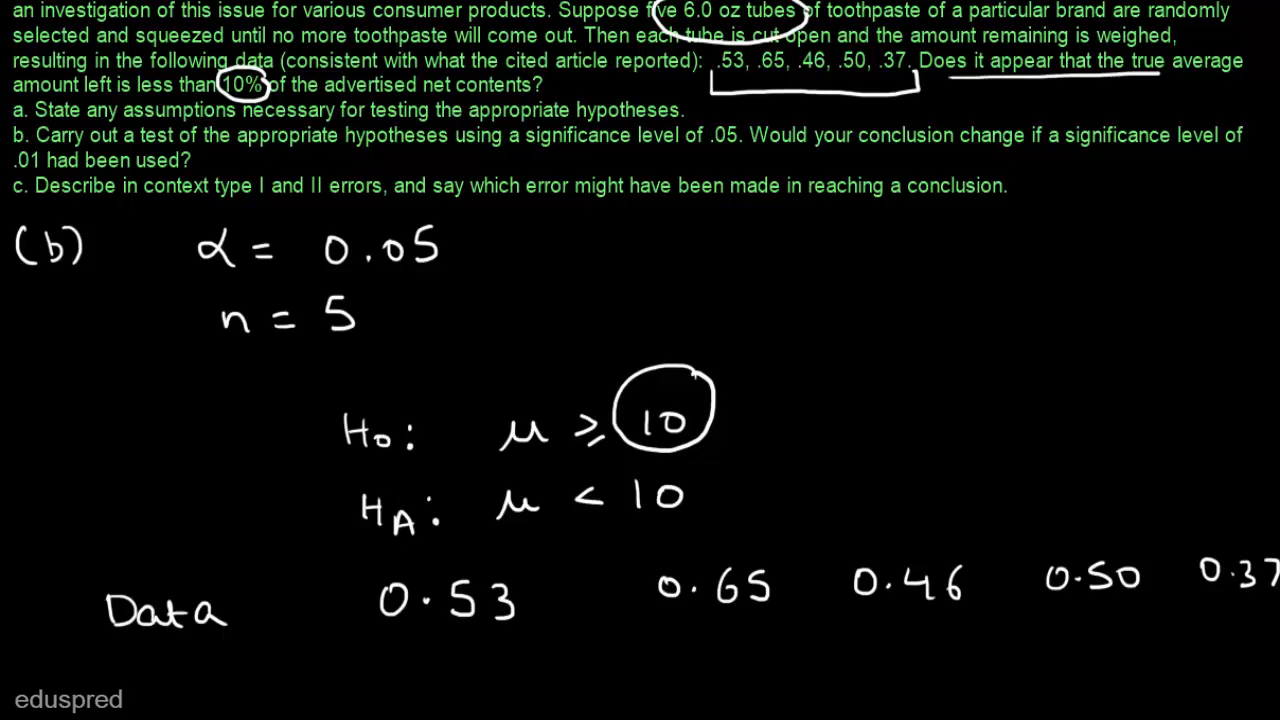 an investigation of this issue for various consumer products. Suppose five 6.0 oz tubes of toothpaste of a particular brand are randomly
selected and squeezed until no more toothpaste will come out. Then each tube is cut open and the amount remaining is weighed,
resulting in the following data (consistent with what the cited article reported): .53, .65, .46, .50, .37. Does it appear that the true average
amount left is less than 10% of the advertised net contents?
a. State any assumptions necessary for testing the appropriate hypotheses.
b. Carry out a test of the appropriate hypotheses using a significance level of .05. Would your conclusion change if a significance level of
.01 had been used?
c. Describe in context type I and II errors, and say which error might have been made in reaching a conclusion.
(b) α = 0.05
n = 5
H0: μ ≥ 10
HA: μ < 10
Data 0.53 0.65 0.46 0.50 0.37
eduspred